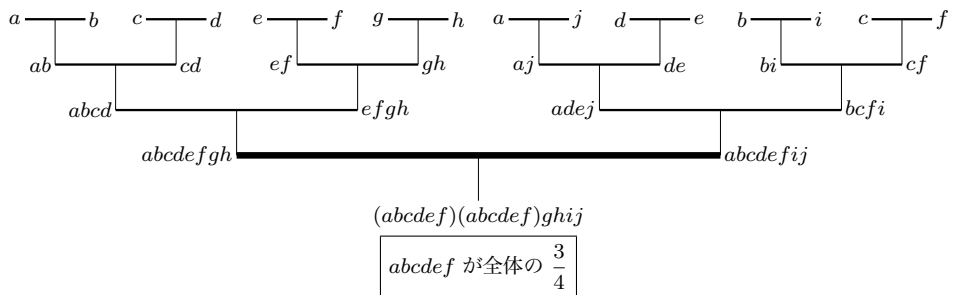 a b c d e f g h a j d e b i c f
ab cd ef gh aj de bi cf
abcd efgh adej bcfi
abcdefgh abcdefij
(abcdef)(abcdef)ghij
abcdef が全体の 3/4